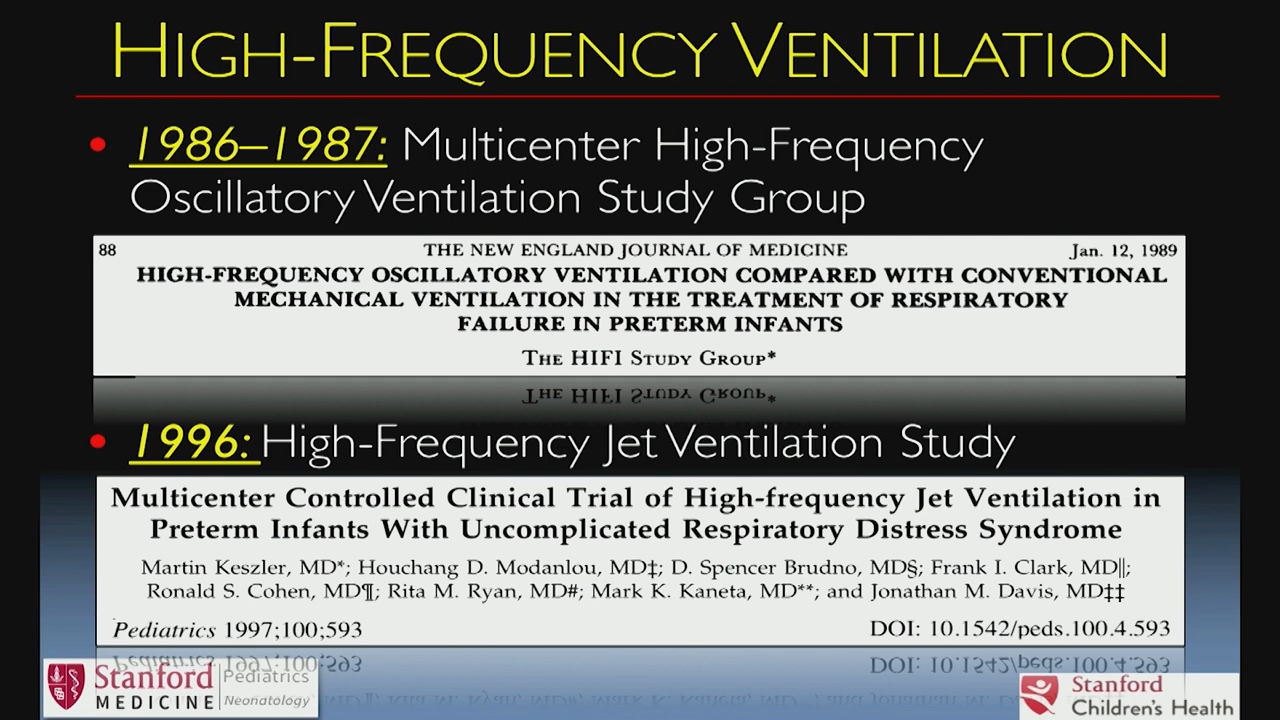 HIGH-FREQUENCY VENTILATION
• 1986–1987: Multicenter High-Frequency
Oscillatory Ventilation Study Group
88 THE NEW ENGLAND JOURNAL OF MEDICINE Jan. 12, 1989
HIGH-FREQUENCY OSCILLATORY VENTILATION COMPARED WITH CONVENTIONAL
MECHANICAL VENTILATION IN THE TREATMENT OF RESPIRATORY
FAILURE IN PRETERM INFANTS
THE HIFI STUDY GROUP*
• 1996: High-Frequency Jet Ventilation Study
Multicenter Controlled Clinical Trial of High-frequency Jet Ventilation in
Preterm Infants With Uncomplicated Respiratory Distress Syndrome
Martin Keszler, MD*; Houchang D. Modanlou, MD‡; D. Spencer Brudno, MD§; Frank I. Clark, MD‖;
Ronald S. Cohen, MD¶; Rita M. Ryan, MD#; Mark K. Kaneta, MD**; and Jonathan M. Davis, MD‡‡
Pediatrics 1997;100;593 DOI: 10.1542/peds.100.4.593
Stanford MEDICINE Pediatrics Neonatology
Stanford Children's Health